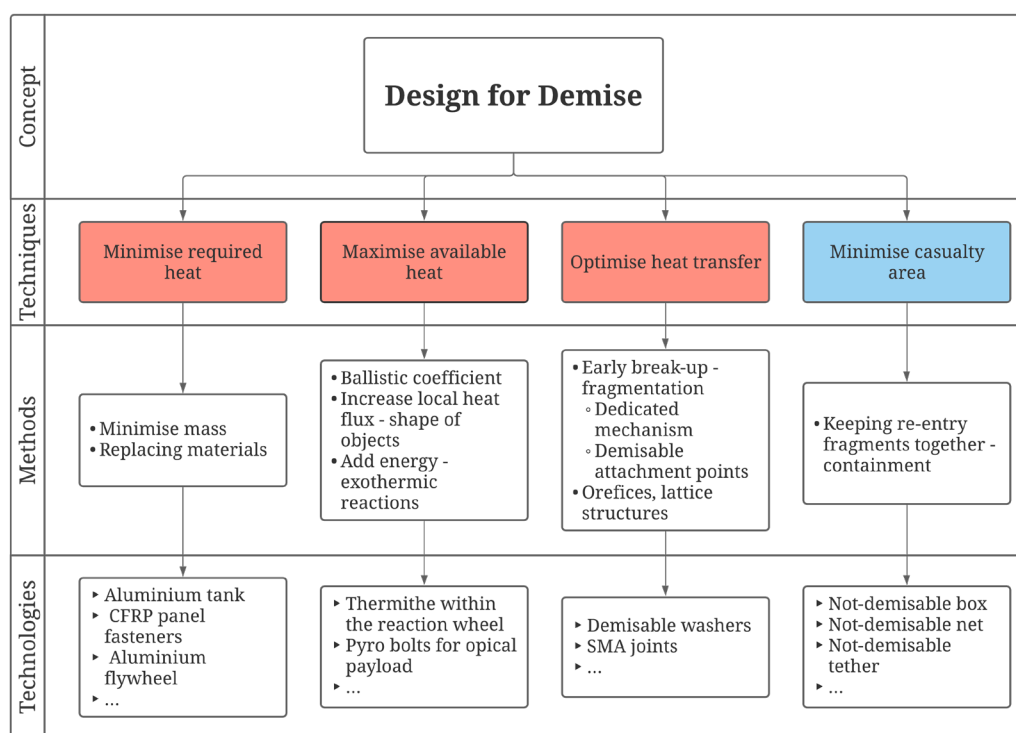 Concept
Design for Demise
Techniques
Minimise required
heat
Maximise available
heat
Optimise heat transfer
Minimise casualty
area
Methods
• Minimise mass
• Replacing materials
• Ballistic coefficient
• Increase local heat
flux - shape of
objects
• Add energy -
exothermic
reactions
• Early break-up -
fragmentation
◦ Dedicated
mechanism
◦ Demisable
attachment points
• Orefices, lattice
structures
• Keeping re-entry
fragments together -
containment
Technologies
‣ Aluminium tank
‣ CFRP panel
fasteners
‣ Aluminium
flywheel
‣ ...
‣ Thermithe within
the reaction wheel
‣ Pyro bolts for opical
payload
‣ ...
‣ Demisable washers
‣ SMA joints
‣ ...
‣ Not-demisable box
‣ Not-demisable net
‣ Not-demisable
tether
‣ ...